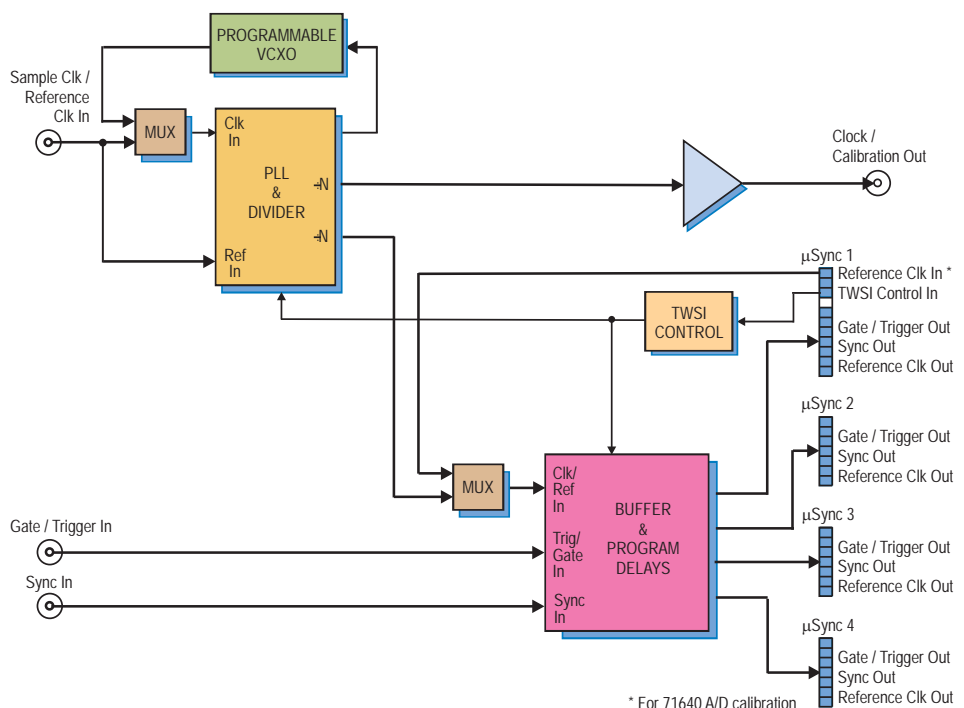 PROGRAMMABLE
VCXO
Sample Clk /
Reference
Clk In
MUX
Clk
In
PLL
&
DIVIDER
÷N
÷N
Ref
In
Clock /
Calibration Out
μSync 1
Reference Clk In *
TWSI Control In
Gate / Trigger Out
Sync Out
Reference Clk Out
TWSI
CONTROL
μSync 2
Gate / Trigger Out
Sync Out
Reference Clk Out
MUX
Clk/
Ref
In
Trig/
Gate
In
Sync
In
BUFFER
&
PROGRAM
DELAYS
Gate / Trigger In
Sync In
μSync 3
Gate / Trigger Out
Sync Out
Reference Clk Out
μSync 4
Gate / Trigger Out
Sync Out
Reference Clk Out
* For 71640 A/D calibration